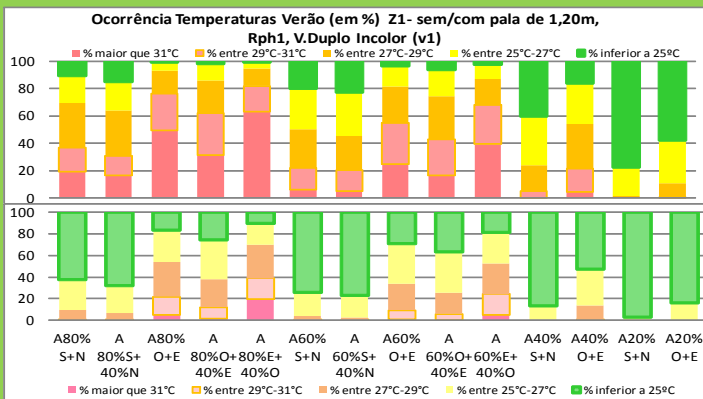 Ocorrência Temperaturas Verão (em %)  Z1- sem/com pala de 1,20m,
Rph1, V.Duplo Incolor (v1)
% maior que 31°C % entre 29°C-31°C % entre 27°C-29°C % entre 25°C-27°C % inferior a 25ºC
100
80
60
40
20
0
100
80
60
40
20
0
A80% S+N
A 80%S+ 40%N
A80% O+E
A 80%O+ 40%E
A 80%E+ 40%O
A60% S+N
A 60%S+ 40%N
A60% O+E
A 60%O+ 40%E
A 60%E+ 40%O
A40% S+N
A40% O+E
A20% S+N
A20% O+E
% maior que 31°C % entre 29°C-31°C % entre 27°C-29°C % entre 25°C-27°C % inferior a 25ºC